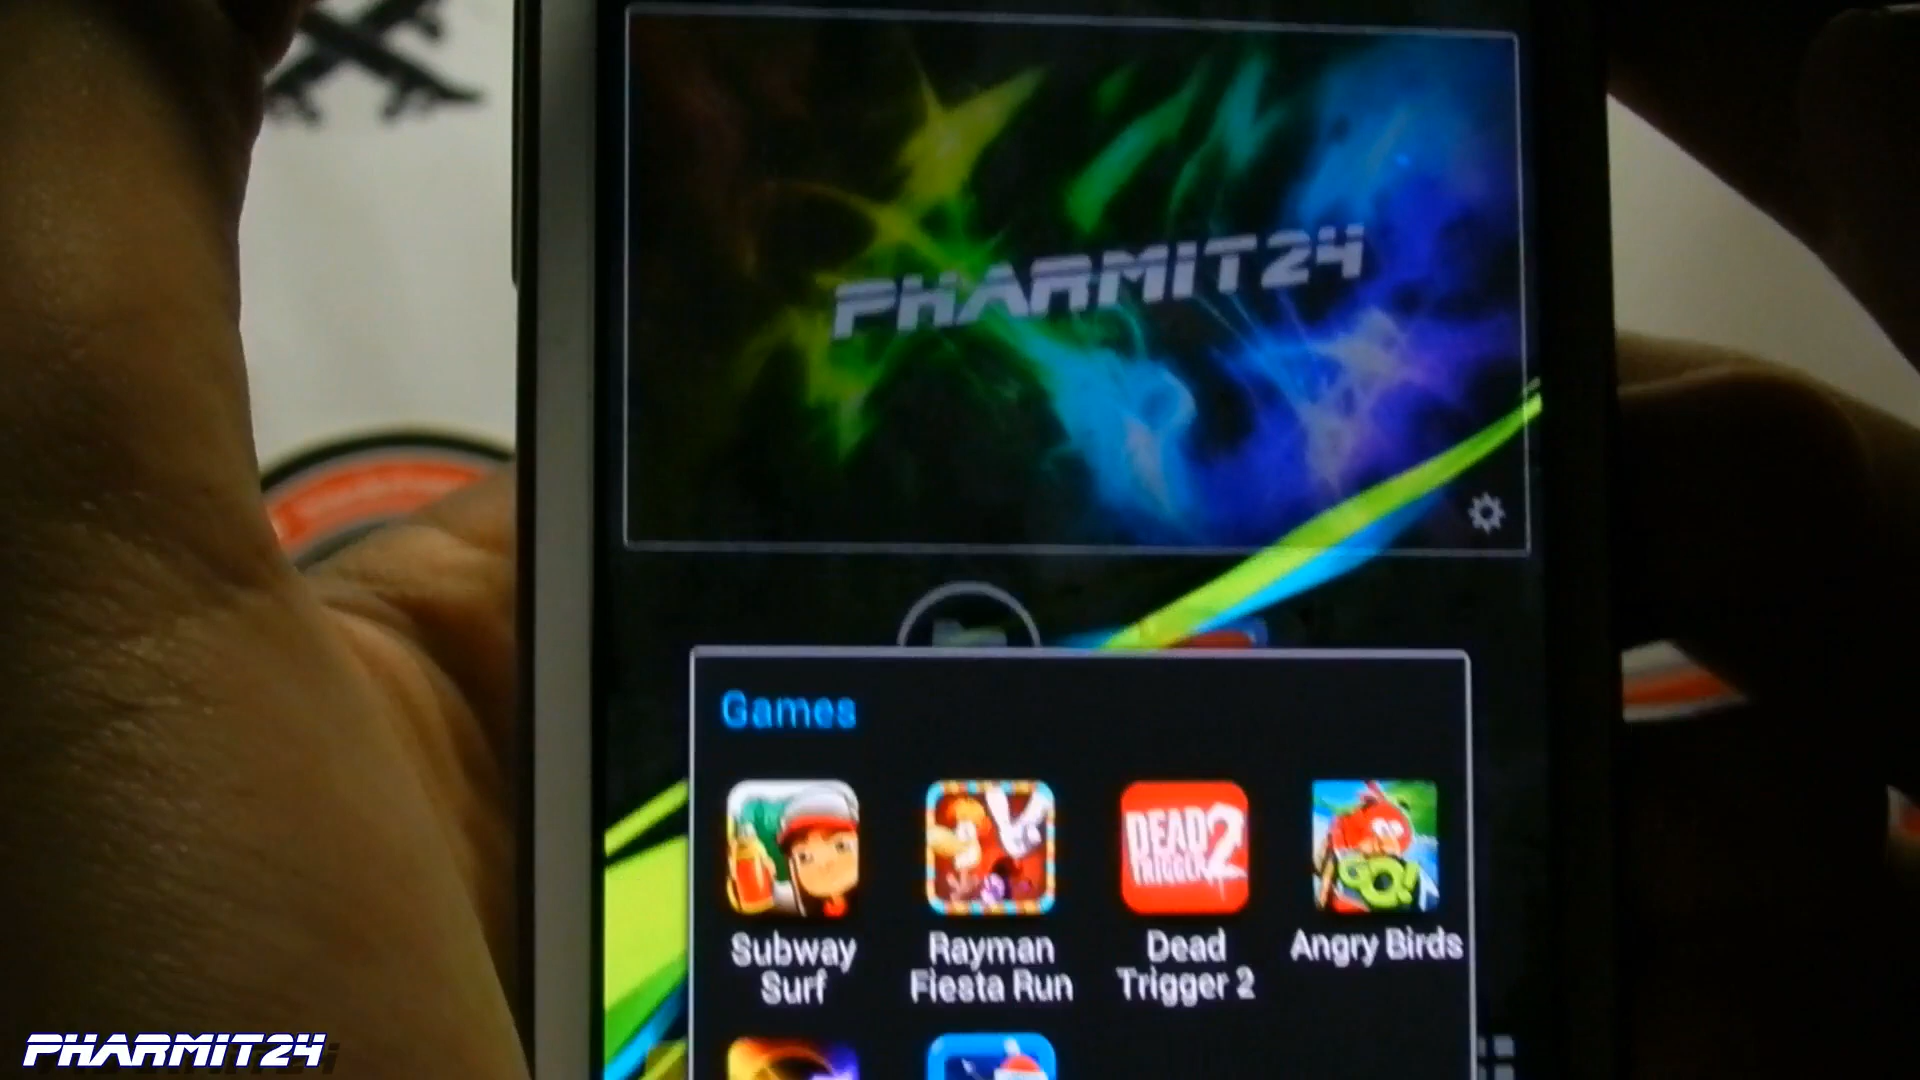 PHARMIT24
Games
DEAD
TRIGGER 2
GO!
Subway
Surf
Rayman
Fiesta Run
Dead
Trigger 2
Angry Birds
PHARMIT24